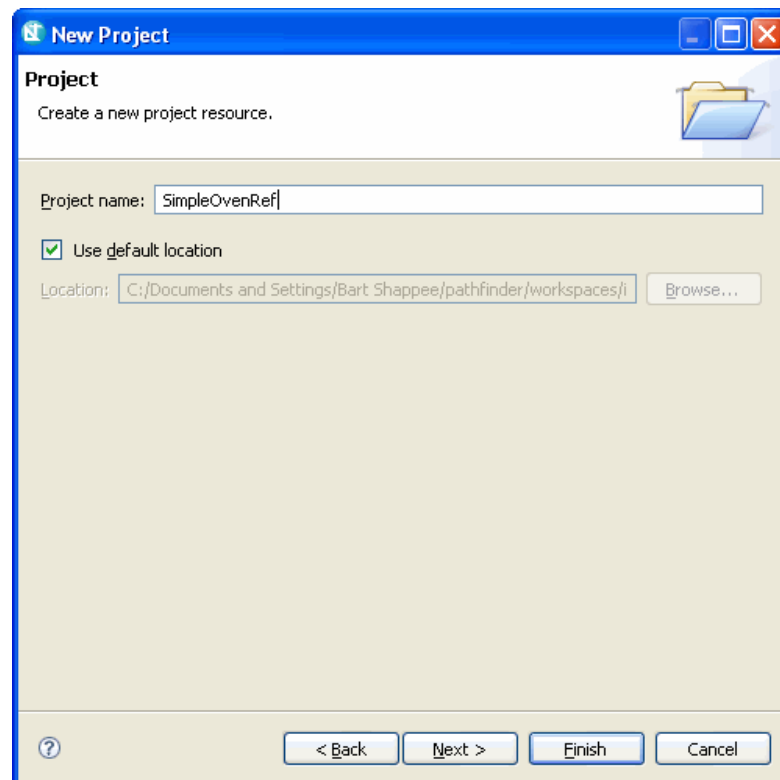 New Project
Project
Create a new project resource.
Project name: SimpleOvenRef
Use default location
Location: C:/Documents and Settings/Bart Shappee/pathfinder/workspaces/i Browse...
? < Back Next > Finish Cancel